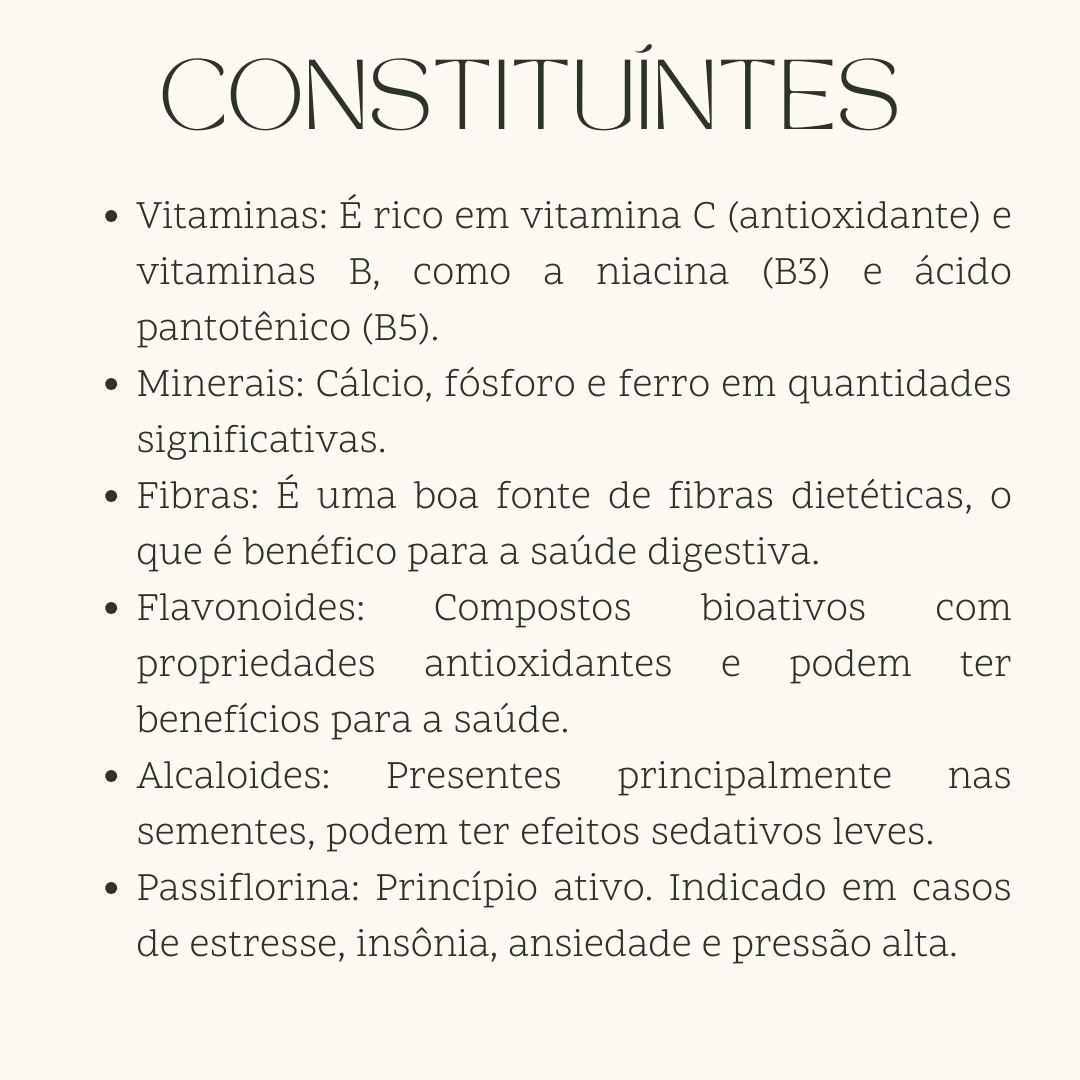 CONSTITUÍNTES
• Vitaminas: É rico em vitamina C (antioxidante) e
vitaminas B, como a niacina (B3) e ácido
pantotênico (B5).
• Minerais: Cálcio, fósforo e ferro em quantidades
significativas.
• Fibras: É uma boa fonte de fibras dietéticas, o
que é benéfico para a saúde digestiva.
• Flavonoides: Compostos bioativos com
propriedades antioxidantes e podem ter
benefícios para a saúde.
• Alcaloides: Presentes principalmente nas
sementes, podem ter efeitos sedativos leves.
• Passiflorina: Princípio ativo. Indicado em casos
de estresse, insônia, ansiedade e pressão alta.